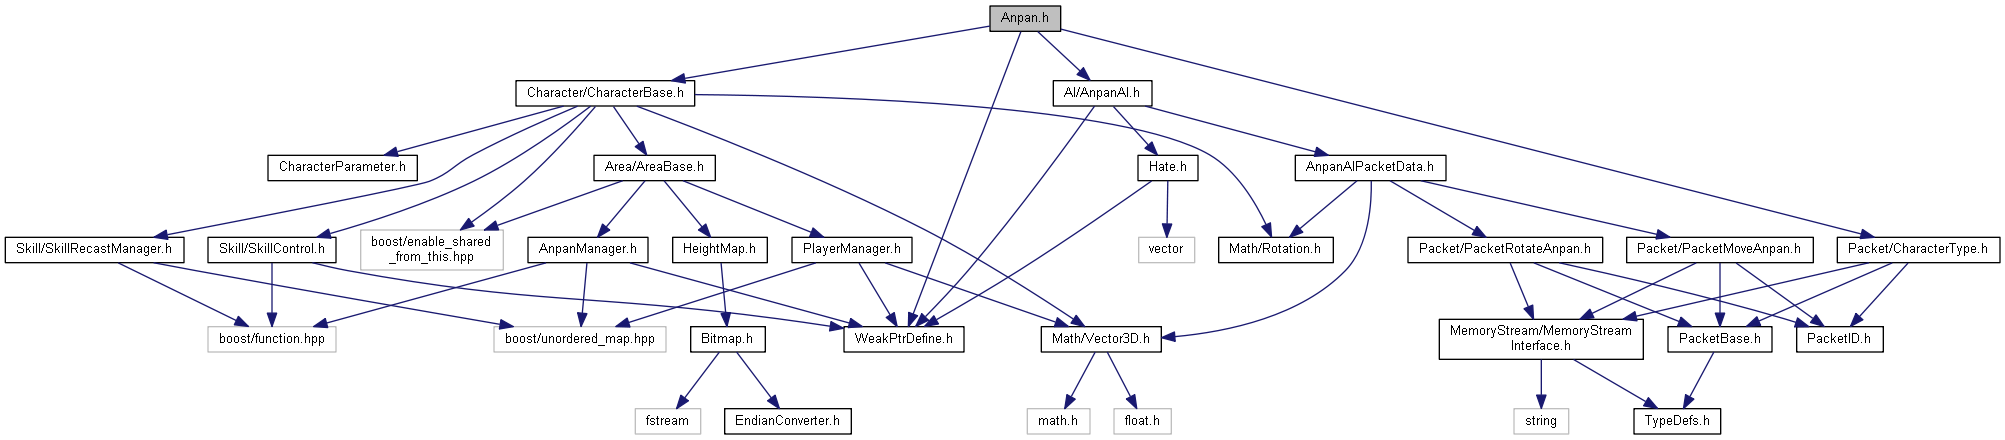 Anpan.h
Character/CharacterBase.h
AI/AnpanAI.h
CharacterParameter.h
Area/AreaBase.h
Hate.h
AnpanAIPacketData.h
Skill/SkillRecastManager.h
Skill/SkillControl.h
boost/enable_shared
_from_this.hpp
AnpanManager.h
HeightMap.h
PlayerManager.h
vector
Math/Rotation.h
Packet/PacketRotateAnpan.h
Packet/PacketMoveAnpan.h
Packet/CharacterType.h
boost/function.hpp
boost/unordered_map.hpp
Bitmap.h
WeakPtrDefine.h
Math/Vector3D.h
MemoryStream/MemoryStream
Interface.h
PacketBase.h
PacketID.h
fstream
EndianConverter.h
math.h
float.h
string
TypeDefs.h